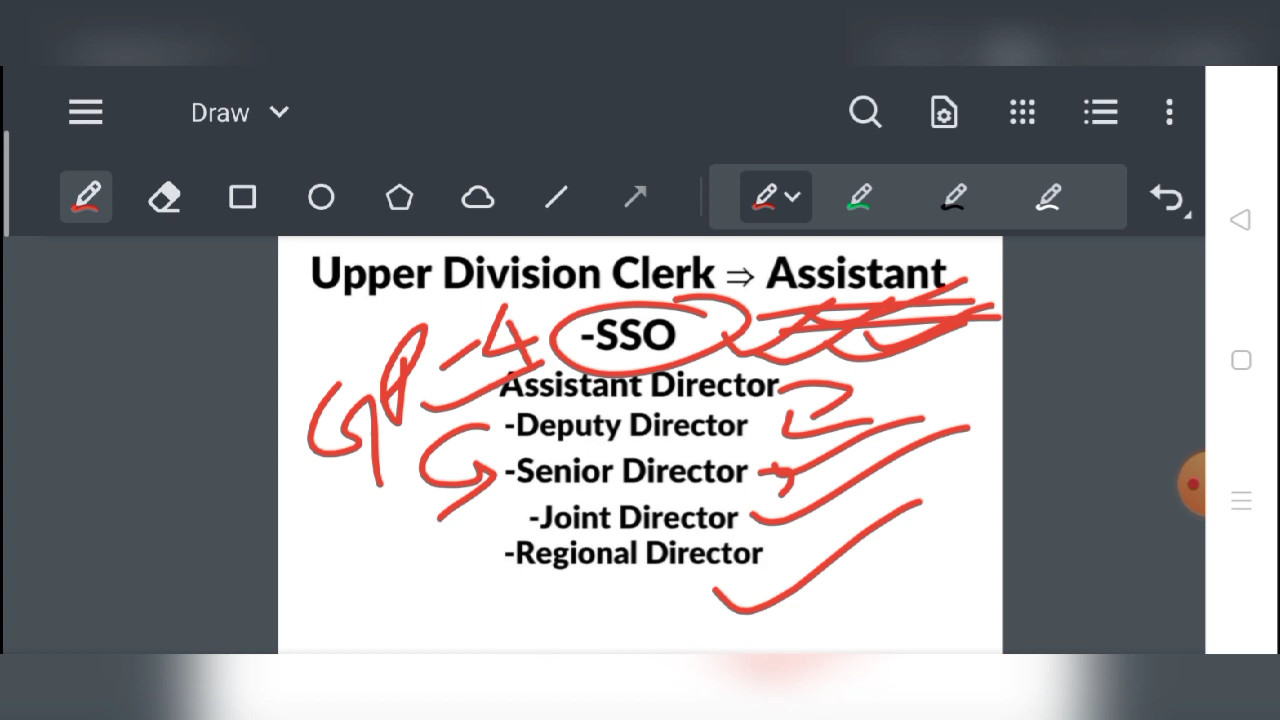 Draw
Upper Division Clerk ⇒ Assistant
-SSO
Assistant Director
-Deputy Director
-Senior Director
-Joint Director
-Regional Director